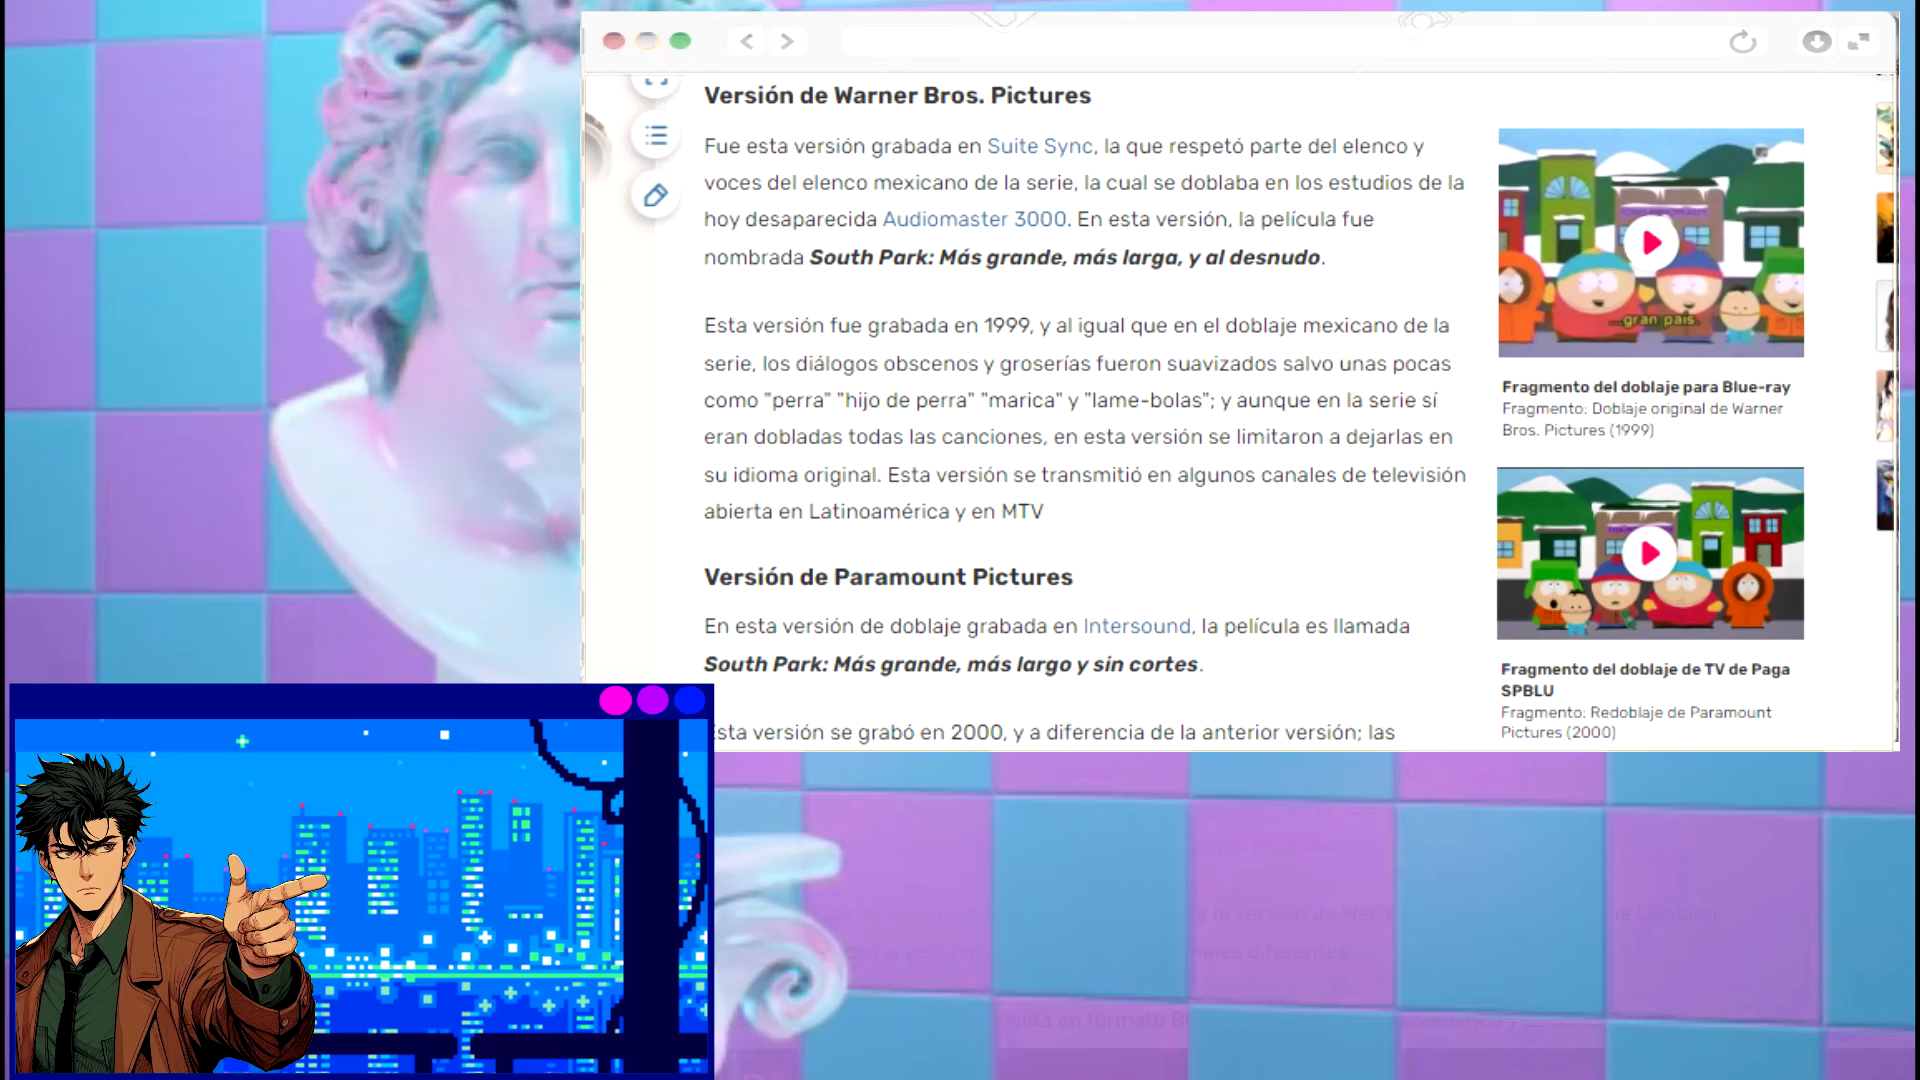 Versión de Warner Bros. Pictures
Fue esta versión grabada en Suite Sync, la que respetó parte del elenco y
voces del elenco mexicano de la serie, la cual se doblaba en los estudios de la
hoy desaparecida Audiomaster 3000. En esta versión, la película fue
nombrada South Park: Más grande, más larga, y al desnudo.
Esta versión fue grabada en 1999, y al igual que en el doblaje mexicano de la
serie, los diálogos obscenos y groserías fueron suavizados salvo unas pocas
como "perra" "hijo de perra" "marica" y "lame-bolas"; y aunque en la serie sí
eran dobladas todas las canciones, en esta versión se limitaron a dejarlas en
su idioma original. Esta versión se transmitió en algunos canales de televisión
abierta en Latinoamérica y en MTV
Versión de Paramount Pictures
En esta versión de doblaje grabada en Intersound, la película es llamada
South Park: Más grande, más largo y sin cortes.
Esta versión se grabó en 2000, y a diferencia de la anterior versión; las
...gran país.
Fragmento del doblaje para Blue-ray
Fragmento: Doblaje original de Warner
Bros. Pictures (1999)
Fragmento del doblaje de TV de Paga
SPBLU
Fragmento: Redoblaje de Paramount
Pictures (2000)